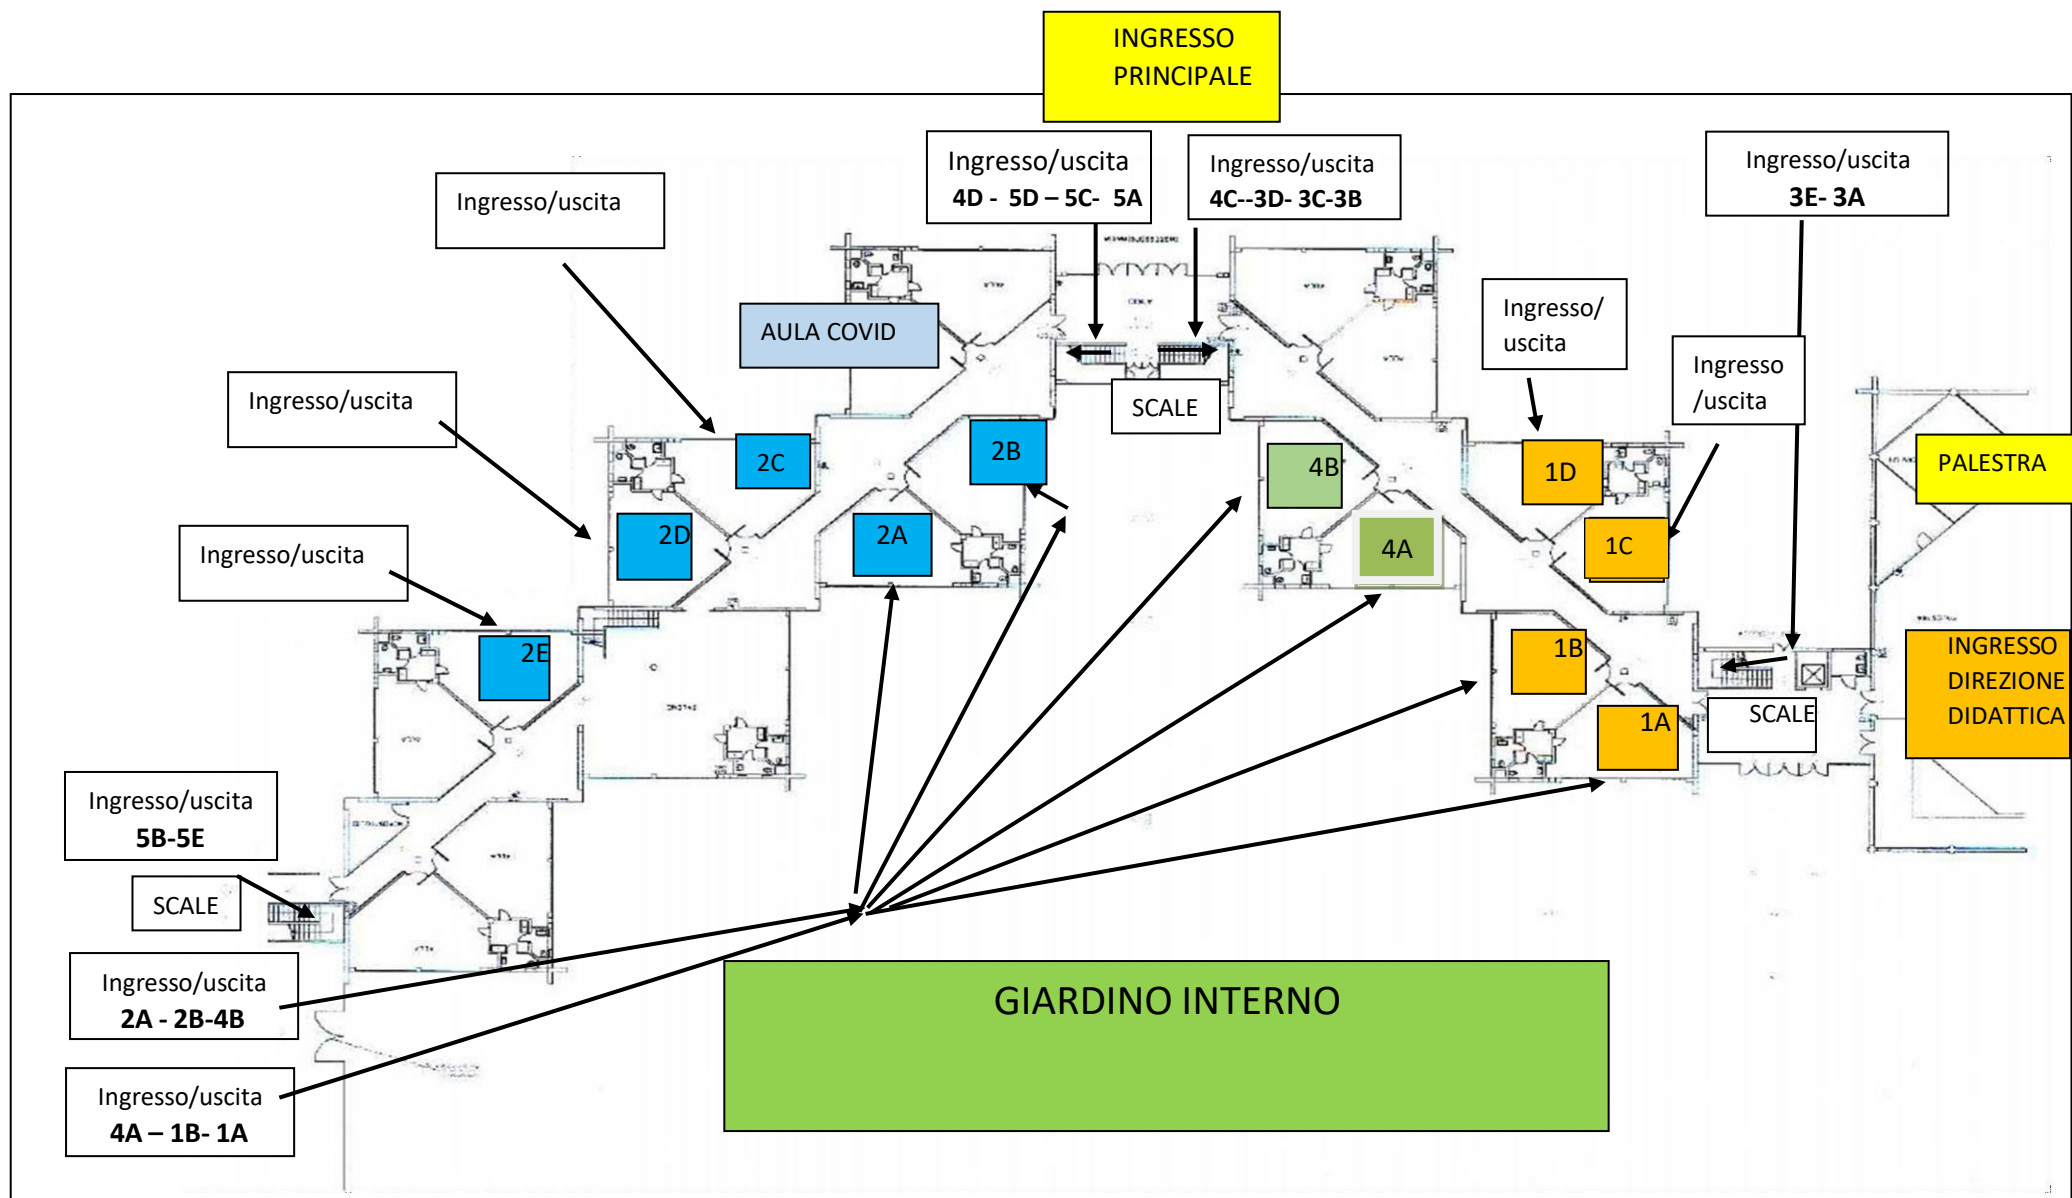 INGRESSO
PRINCIPALE
Ingresso/uscita
4D - 5D – 5C- 5A
Ingresso/uscita
4C--3D- 3C-3B
Ingresso/uscita
3E- 3A
Ingresso/uscita
Ingresso/
uscita
AULA COVID
Ingresso
/uscita
SCALE
Ingresso/uscita
2C
2B
4B
1D
PALESTRA
2D
2A
4A
1C
Ingresso/uscita
2E
1B
1A
SCALE
INGRESSO
DIREZIONE
DIDATTICA
Ingresso/uscita
5B-5E
SCALE
Ingresso/uscita
2A - 2B-4B
GIARDINO INTERNO
Ingresso/uscita
4A – 1B- 1A